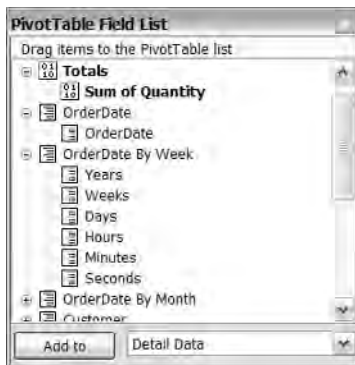 PivotTable Field List
Drag items to the PivotTable list
Totals
Sum of Quantity
OrderDate
OrderDate
OrderDate By Week
Years
Weeks
Days
Hours
Minutes
Seconds
OrderDate By Month
Customer
Add to
Detail Data